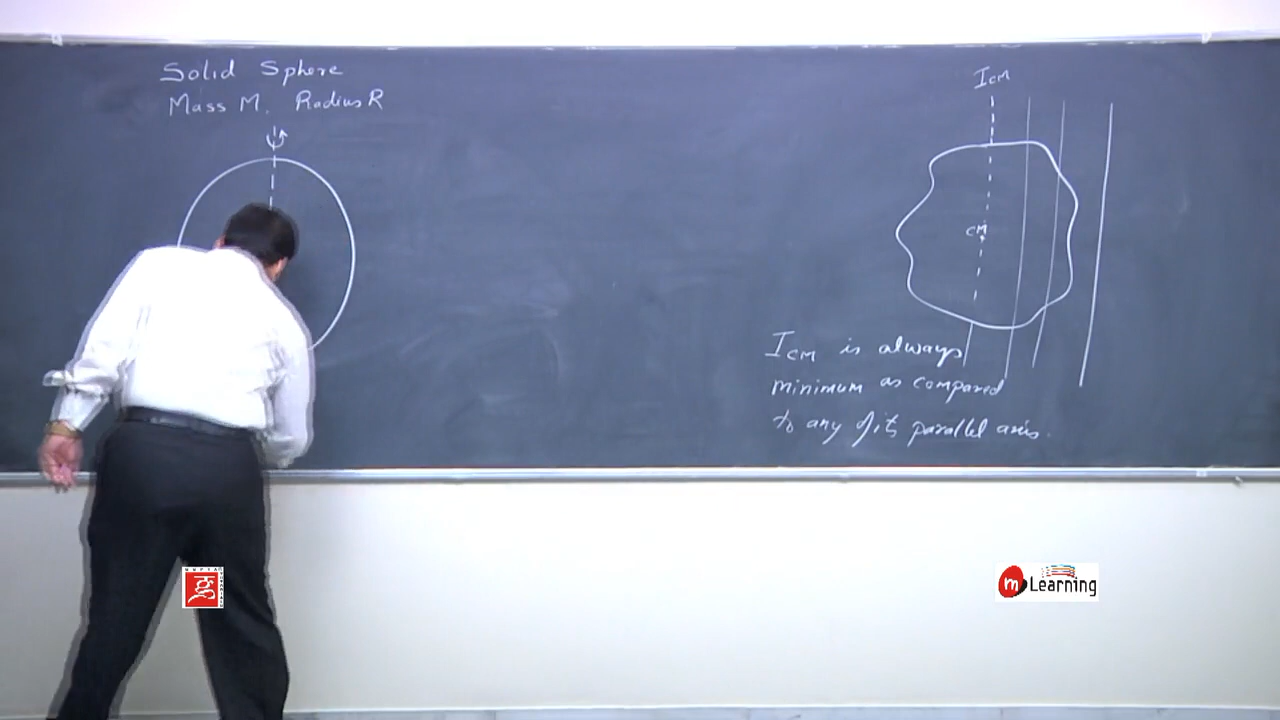 Solid Sphere
Mass M. Radius R
ICM
CM
ICM is always
minimum as compared
to any of its parallel axis.
ग
m Learning